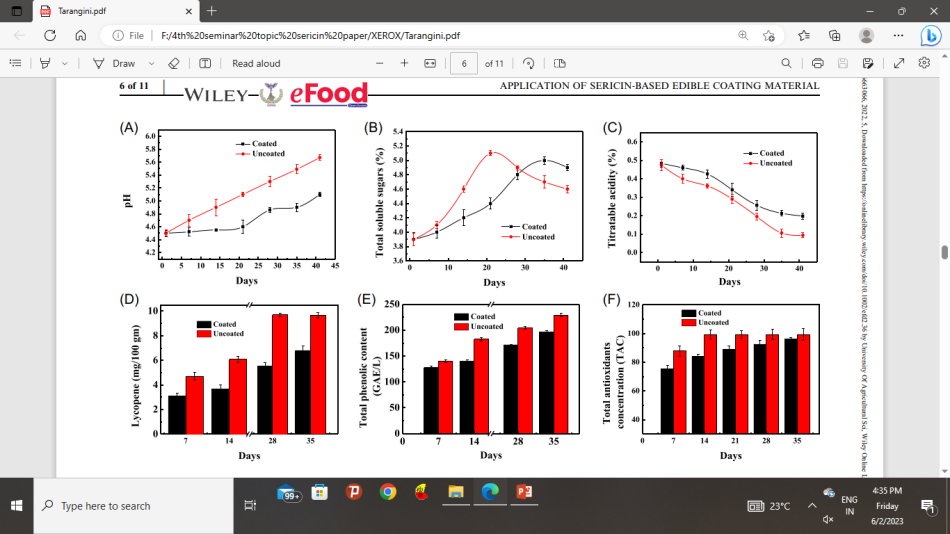 Tarangini.pdf
File
F:/4th%20seminar%20topic%20sericin%20paper/XEROX/Tarangini.pdf
Draw
Read aloud
6
of 11
6 of 11
WILEY
eFood
APPLICATION OF SERICIN-BASED EDIBLE COATING MATERIAL
(A)
pH
6.0
5.8
5.6
5.4
5.2
5.0
4.8
4.6
4.4
4.2
Coated
Uncoated
0 5 10 15 20 25 30 35 40 45
Days
(B)
Total soluble sugars (%)
5.4
5.2
5.0
4.8
4.6
4.4
4.2
4.0
3.8
3.6
Coated
Uncoated
0 10 20 30 40
Days
(C)
Titratable acidity (%)
0.6
0.5
0.4
0.3
0.2
0.1
0.0
Coated
Uncoated
0 10 20 30 40
Days
(D)
Lycopene (mg/100 gm)
10
8
6
4
2
0
Coated
Uncoated
7 14 28 35
Days
(E)
Total phenolic content
(GAE/L)
250
200
150
100
50
0
Coated
Uncoated
0 7 14 28 35
Days
(F)
Total antioxidants
concentration (TAC)
120
100
80
60
40
Coated
Uncoated
0 7 14 21 28 35
Days
663066, 2022, 5, Downloaded from https://onlinelibrary.wiley.com/doi/10.1002/efd2.36 by University Of Agricultural Sci, Wiley Online L
Type here to search
99+
23°C
ENG
IN
4:35 PM
Friday
6/2/2023
1